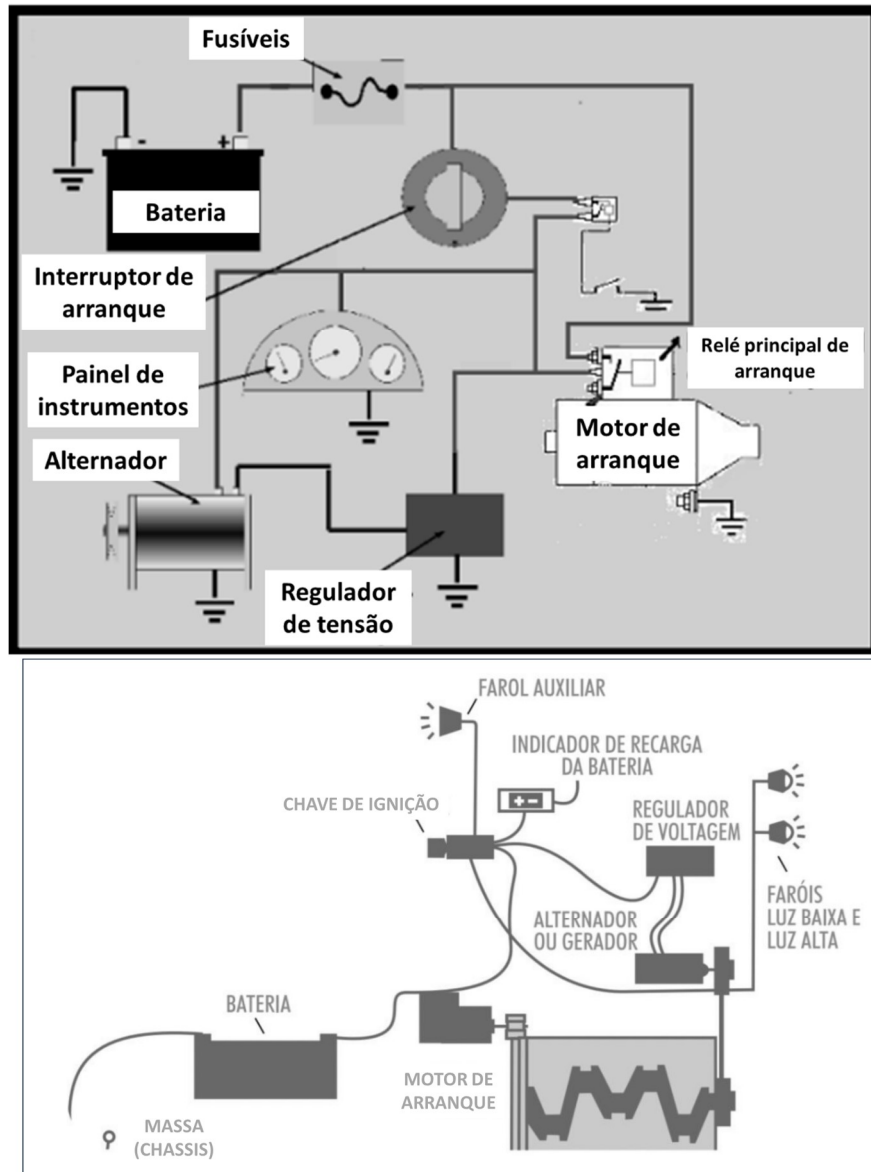 Fusíveis
- +
Bateria
Interruptor de
arranque
Painel de
instrumentos
Relé principal de
arranque
Motor de
arranque
Alternador
Regulador
de tensão
FAROL AUXILIAR
INDICADOR DE RECARGA
DA BATERIA
CHAVE DE IGNIÇÃO
REGULADOR
DE VOLTAGEM
FARÓIS
LUZ BAIXA E
LUZ ALTA
ALTERNADOR
OU GERADOR
BATERIA
MOTOR DE
ARRANQUE
MASSA
(CHASSIS)